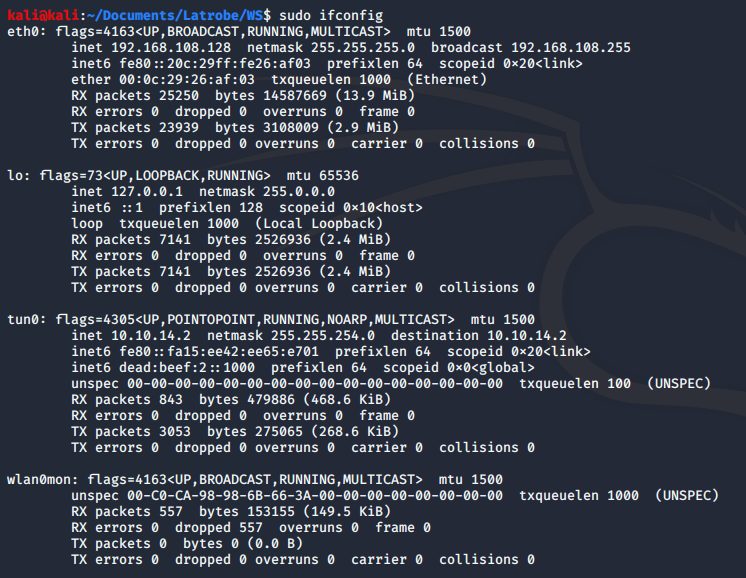 kali@kali:~/Documents/Latrobe/WS$ sudo ifconfig
eth0: flags=4163<UP,BROADCAST,RUNNING,MULTICAST>  mtu 1500
        inet 192.168.108.128  netmask 255.255.255.0  broadcast 192.168.108.255
        inet6 fe80::20c:29ff:fe26:af03  prefixlen 64  scopeid 0×20<link>
        ether 00:0c:29:26:af:03  txqueuelen 1000  (Ethernet)
        RX packets 25250  bytes 14587669 (13.9 MiB)
        RX errors 0  dropped 0  overruns 0  frame 0
        TX packets 23939  bytes 3108009 (2.9 MiB)
        TX errors 0  dropped 0 overruns 0  carrier 0  collisions 0

lo: flags=73<UP,LOOPBACK,RUNNING>  mtu 65536
        inet 127.0.0.1  netmask 255.0.0.0
        inet6 ::1  prefixlen 128  scopeid 0×10<host>
        loop  txqueuelen 1000  (Local Loopback)
        RX packets 7141  bytes 2526936 (2.4 MiB)
        RX errors 0  dropped 0  overruns 0  frame 0
        TX packets 7141  bytes 2526936 (2.4 MiB)
        TX errors 0  dropped 0 overruns 0  carrier 0  collisions 0

tun0: flags=4305<UP,POINTOPOINT,RUNNING,NOARP,MULTICAST>  mtu 1500
        inet 10.10.14.2  netmask 255.255.254.0  destination 10.10.14.2
        inet6 fe80::fa15:ee42:ee65:e701  prefixlen 64  scopeid 0×20<link>
        inet6 dead:beef:2::1000  prefixlen 64  scopeid 0×0<global>
        unspec 00-00-00-00-00-00-00-00-00-00-00-00-00-00-00-00  txqueuelen 100  (UNSPEC)
        RX packets 843  bytes 479886 (468.6 KiB)
        RX errors 0  dropped 0  overruns 0  frame 0
        TX packets 3053  bytes 275065 (268.6 KiB)
        TX errors 0  dropped 0 overruns 0  carrier 0  collisions 0

wlan0mon: flags=4163<UP,BROADCAST,RUNNING,MULTICAST>  mtu 1500
        unspec 00-C0-CA-98-98-6B-66-3A-00-00-00-00-00-00-00-00  txqueuelen 1000  (UNSPEC)
        RX packets 557  bytes 153155 (149.5 KiB)
        RX errors 0  dropped 557  overruns 0  frame 0
        TX packets 0  bytes 0 (0.0 B)
        TX errors 0  dropped 0 overruns 0  carrier 0  collisions 0